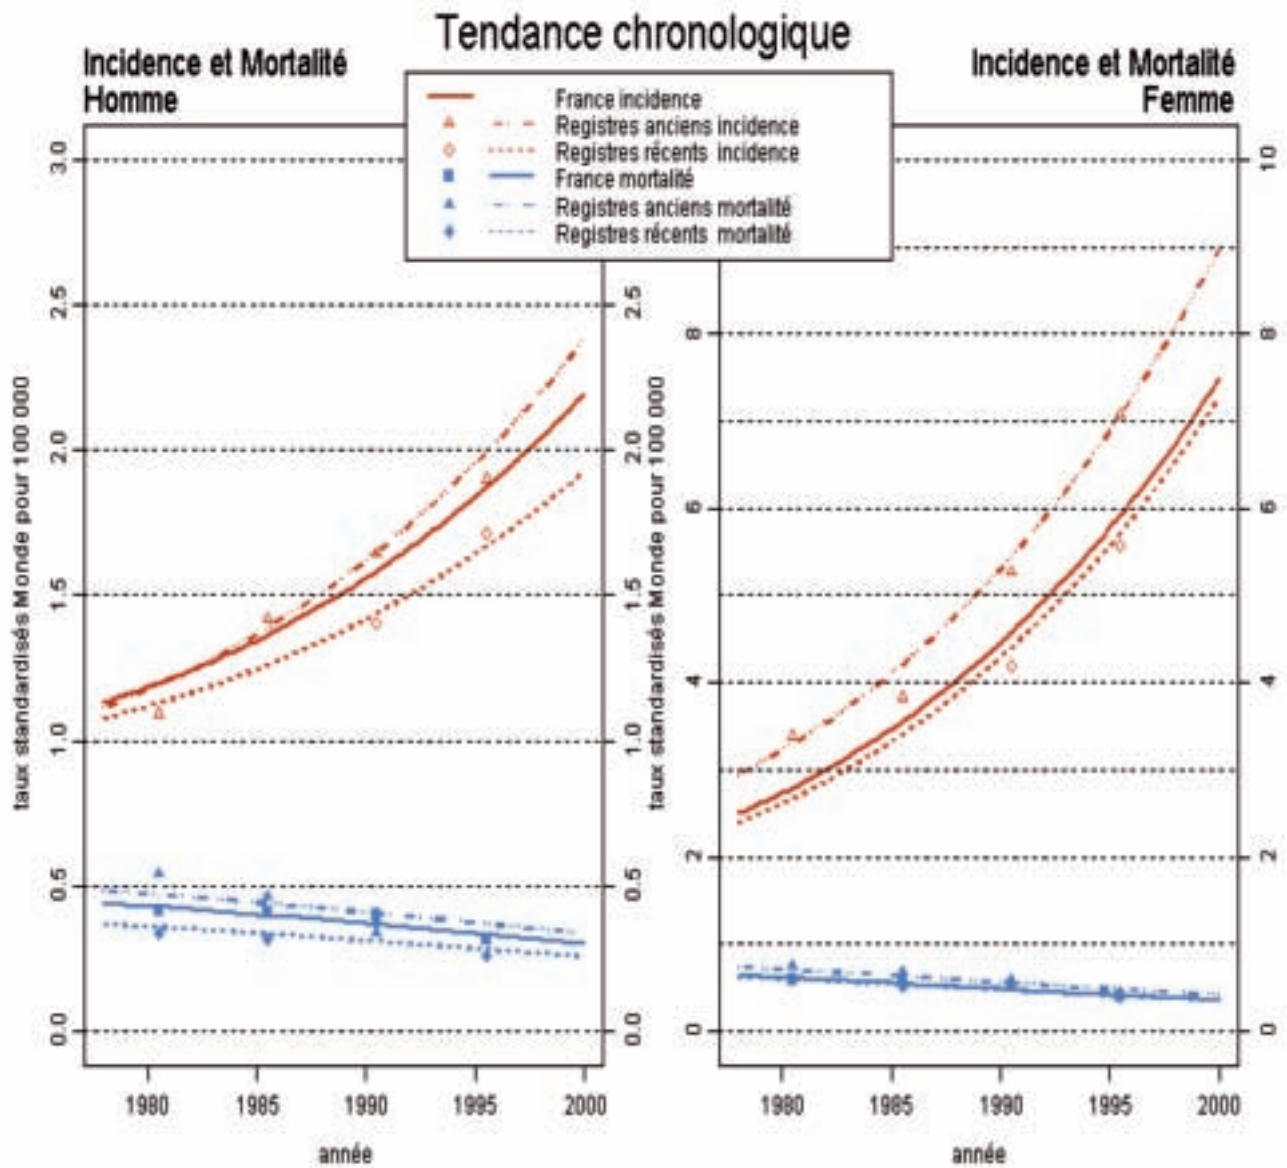 Tendance chronologique
Incidence et Mortalité
Homme
Incidence et Mortalité
Femme
France incidence
Registres anciens incidence
Registres récents incidence
France mortalité
Registres anciens mortalité
Registres récents mortalité
taux standardisés Monde pour 100 000
3.0
2.5
2.0
1.5
1.0
0.5
0.0
2.5
2.0
1.5
1.0
0.5
0.0
1980
1985
1990
1995
2000
année
taux standardisés Monde pour 100 000
8
6
4
2
0
10
8
6
4
2
0
1980
1985
1990
1995
2000
année